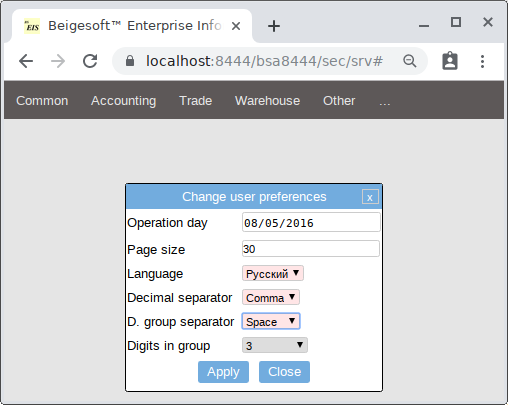 EIS Beigesoft™ Enterprise Info
localhost:8444/bsa8444/sec/srv#
Common Accounting Trade Warehouse Other ...
Change user preferences x
Operation day 08/05/2016
Page size 30
Language Русский
Decimal separator Comma
D. group separator Space
Digits in group 3
Apply Close